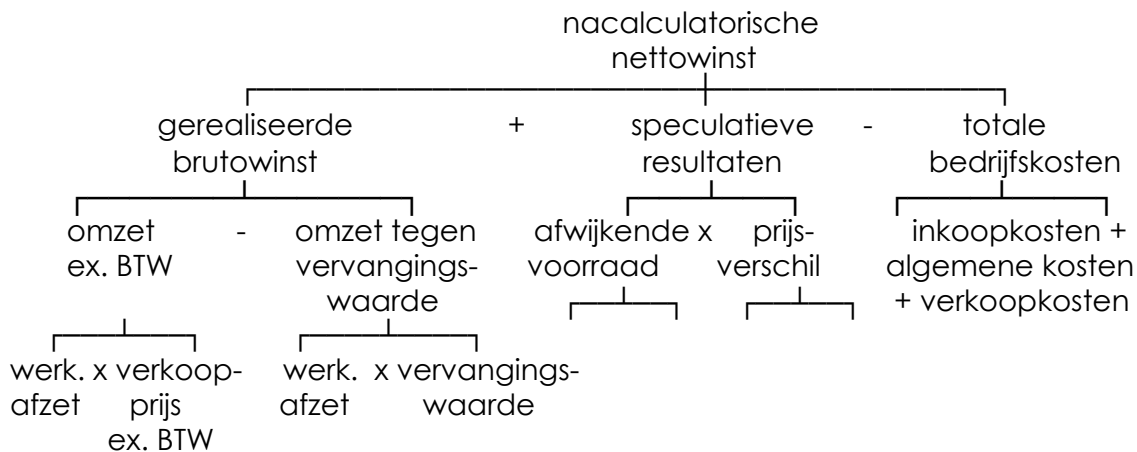 nacalculatorische
nettowinst
gerealiseerde + speculatieve - totale
brutowinst resultaten bedrijfskosten
omzet - omzet tegen afwijkende x prijs- inkoopkosten +
ex. BTW vervangings- voorraad verschil algemene kosten
waarde + verkoopkosten
werk. x verkoop- werk. x vervangings-
afzet prijs afzet waarde
ex. BTW